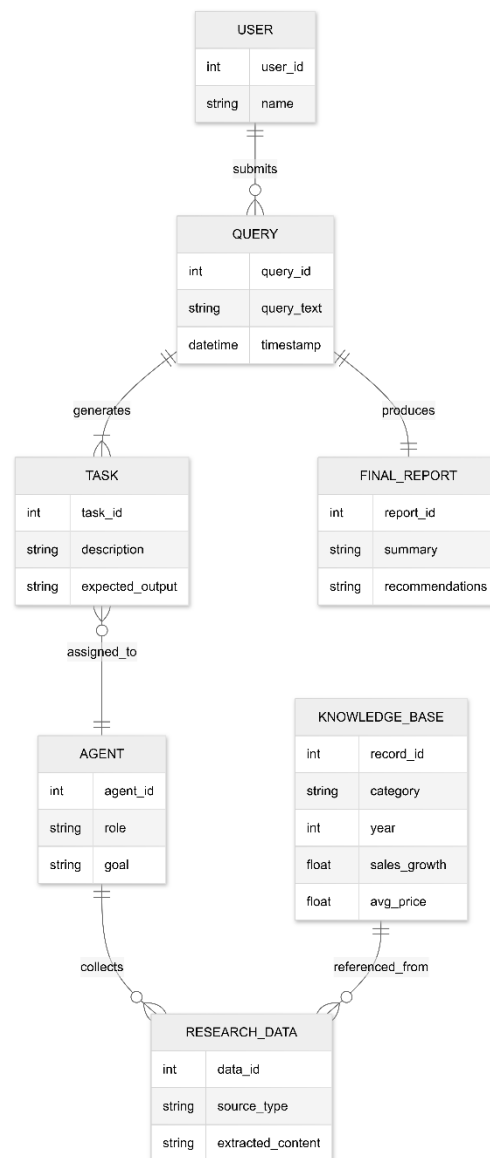 USER
int user_id
string name
submits
QUERY
int query_id
string query_text
datetime timestamp
generates produces
TASK FINAL_REPORT
int task_id int report_id
string description string summary
string expected_output string recommendations
assigned_to
KNOWLEDGE_BASE
AGENT int record_id
int agent_id string category
string role int year
string goal float sales_growth
float avg_price
collects referenced_from
RESEARCH_DATA
int data_id
string source_type
string extracted_content